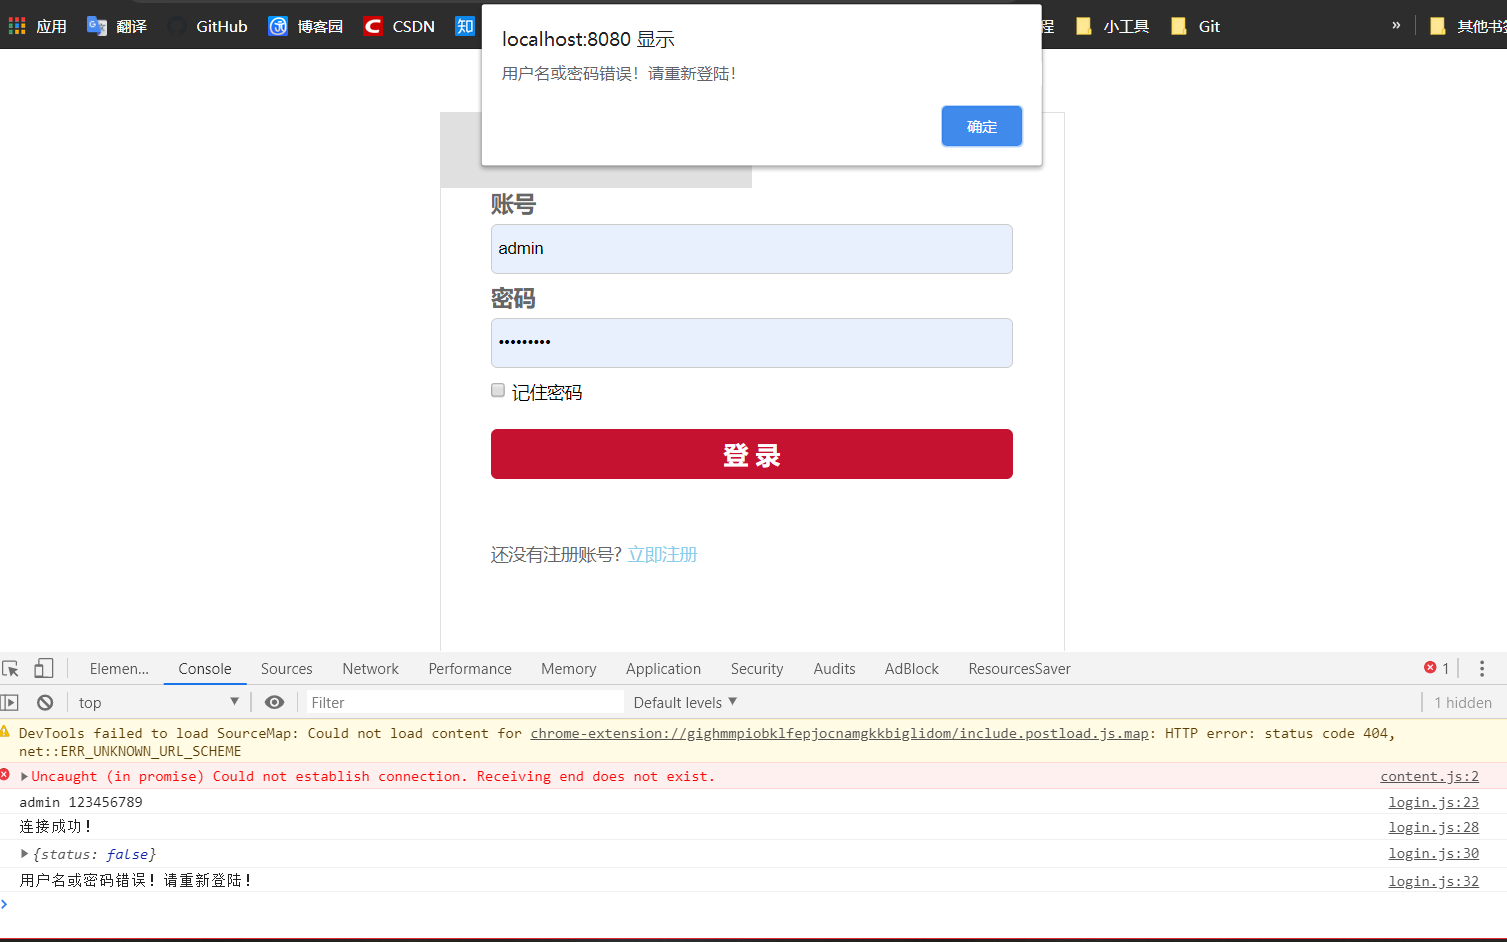 应用 翻译 GitHub 博客园 CSDN 知 程 小工具 Git » 其他书签
localhost:8080 显示
用户名或密码错误！请重新登陆！
确定
账号
admin
密码
•••••••••
记住密码
登 录
还没有注册账号? 立即注册
Elemen... Console Sources Network Performance Memory Application Security Audits AdBlock ResourcesSaver 1
top Filter Default levels 1 hidden
DevTools failed to load SourceMap: Could not load content for chrome-extension://gighmmpiobklfepjocnamgkkbiglidom/include.postload.js.map: HTTP error: status code 404,
net::ERR_UNKNOWN_URL_SCHEME
Uncaught (in promise) Could not establish connection. Receiving end does not exist. content.js:2
admin 123456789 login.js:23
连接成功！ login.js:28
{status: false} login.js:30
用户名或密码错误！请重新登陆！ login.js:32